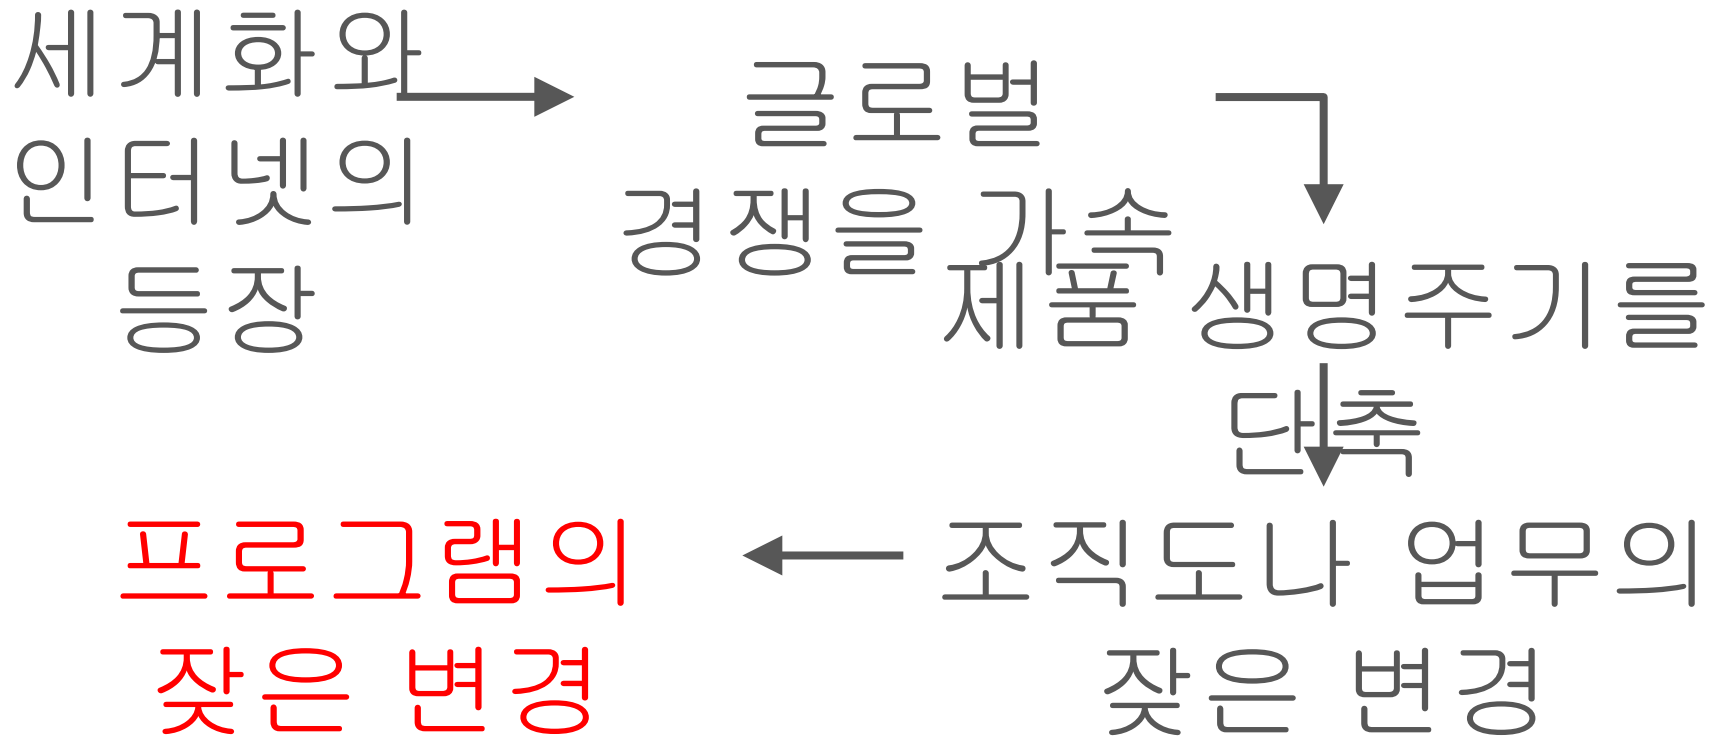 세계화와
인터넷의
등장
글로벌
경쟁을 가속
제품 생명주기를
단축
조직도나 업무의
잦은 변경
프로그램의
잦은 변경